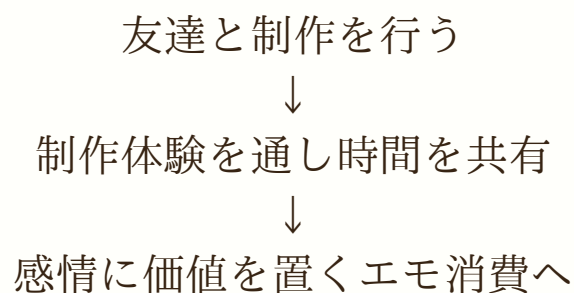 友達と制作を行う
↓
制作体験を通し時間を共有
↓
感情に価値を置くエモ消費へ